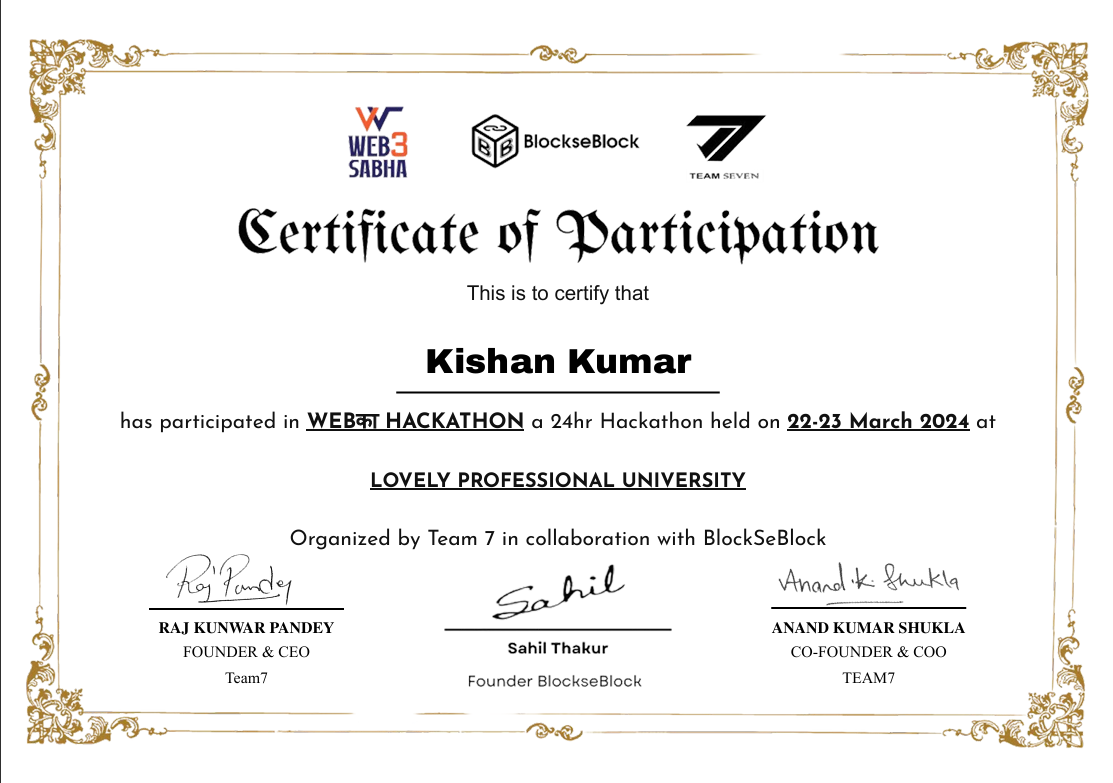 WEB3
SABHA
BBB
BlockseBlock
TEAM SEVEN
Certificate of Participation
This is to certify that
Kishan Kumar
has participated in WEBका HACKATHON a 24hr Hackathon held on 22-23 March 2024 at
LOVELY PROFESSIONAL UNIVERSITY
Organized by Team 7 in collaboration with BlockSeBlock
Raj Pandey
Sahil
Anand.K. Shukla
RAJ KUNWAR PANDEY
FOUNDER & CEO
Team7
Sahil Thakur
Founder BlockseBlock
ANAND KUMAR SHUKLA
CO-FOUNDER & COO
TEAM7